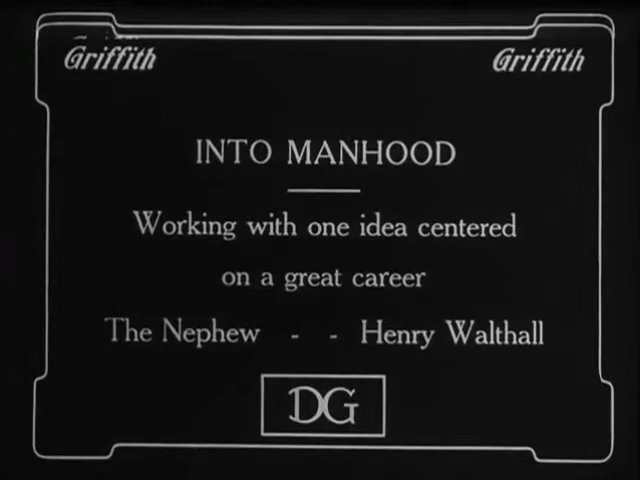 Griffith Griffith
INTO MANHOOD
Working with one idea centered
on a great career
The Nephew - - Henry Walthall
DG